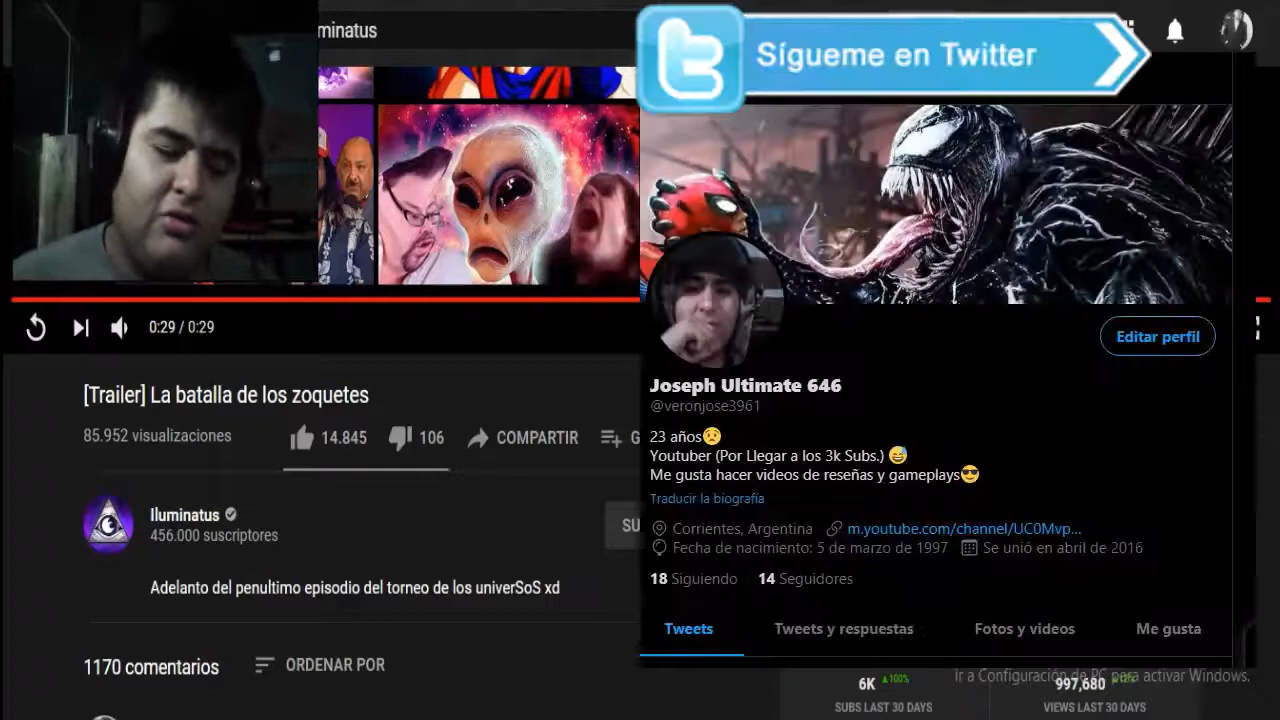 minatus
Sígueme en Twitter
0:29 / 0:29
[Trailer] La batalla de los zoquetes
85.952 visualizaciones
14.845
106
COMPARTIR
G
Iluminatus
456.000 suscriptores
SU
Adelanto del penultimo episodio del torneo de los univerSoS xd
1170 comentarios
ORDENAR POR
Editar perfil
Joseph Ultimate 646
@veronjose3961
23 años😟
Youtuber (Por Llegar a los 3k Subs.) 😅
Me gusta hacer videos de reseñas y gameplays😎
Traducir la biografía
Corrientes, Argentina m.youtube.com/channel/UC0Mvp...
Fecha de nacimiento: 5 de marzo de 1997 Se unió en abril de 2016
18 Siguiendo 14 Seguidores
Tweets Tweets y respuestas Fotos y videos Me gusta
Ir a Configuración de PC para activar Windows.
6K ▲100% 997,680
SUBS LAST 30 DAYS VIEWS LAST 30 DAYS